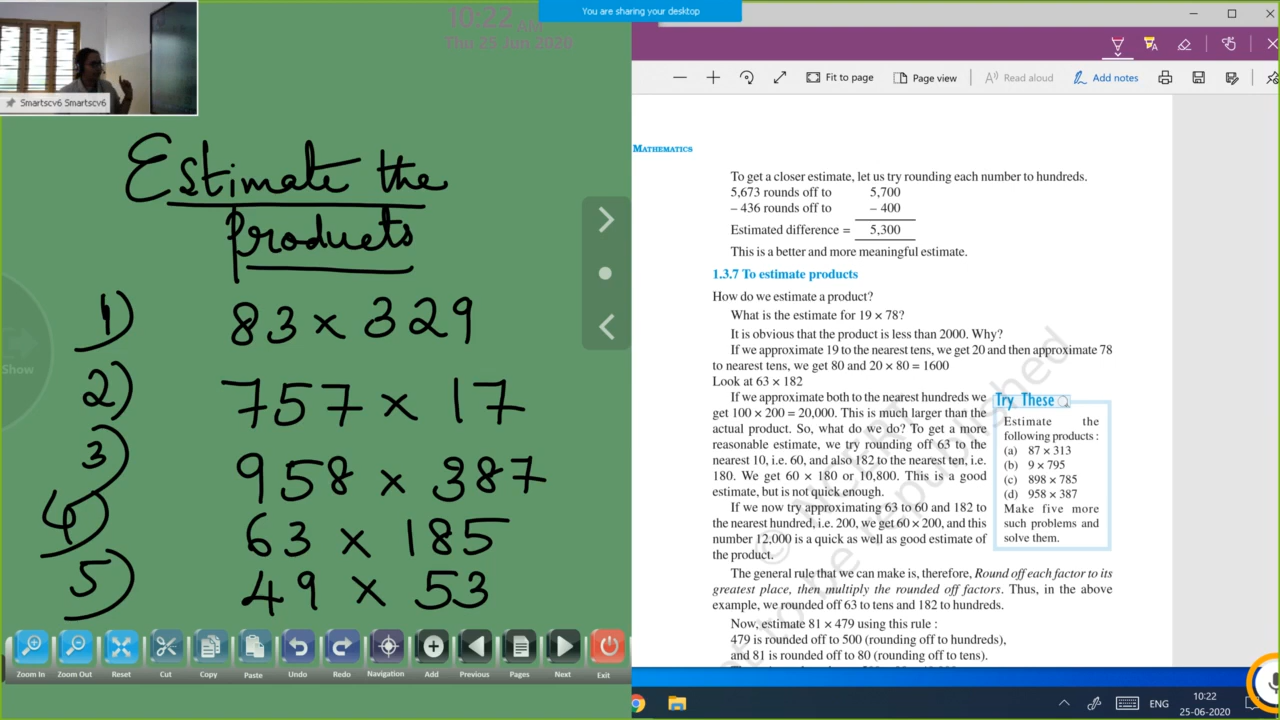 You are sharing your desktop
10:22 AM
Thu 25 Jun 2020
Smartscv6 Smartscv6
Estimate the
products
1) 83 × 329
2) 757 × 17
3) 958 × 387
4) 63 × 185
5) 49 × 53
Show
Zoom In Zoom Out Reset Cut Copy Paste Undo Redo Navigation Add Previous Pages Next Exit
Fit to page Page view Read aloud Add notes
MATHEMATICS
To get a closer estimate, let us try rounding each number to hundreds.
5,673 rounds off to 5,700
– 436 rounds off to – 400
Estimated difference = 5,300
This is a better and more meaningful estimate.
1.3.7 To estimate products
How do we estimate a product?
What is the estimate for 19 × 78?
It is obvious that the product is less than 2000. Why?
If we approximate 19 to the nearest tens, we get 20 and then approximate 78
to nearest tens, we get 80 and 20 × 80 = 1600
Look at 63 × 182
If we approximate both to the nearest hundreds we
get 100 × 200 = 20,000. This is much larger than the
actual product. So, what do we do? To get a more
reasonable estimate, we try rounding off 63 to the
nearest 10, i.e. 60, and also 182 to the nearest ten, i.e.
180. We get 60 × 180 or 10,800. This is a good
estimate, but is not quick enough.
If we now try approximating 63 to 60 and 182 to
the nearest hundred, i.e. 200, we get 60 × 200, and this
number 12,000 is a quick as well as good estimate of
the product.
The general rule that we can make is, therefore, Round off each factor to its
greatest place, then multiply the rounded off factors. Thus, in the above
example, we rounded off 63 to tens and 182 to hundreds.
Now, estimate 81 × 479 using this rule :
479 is rounded off to 500 (rounding off to hundreds),
and 81 is rounded off to 80 (rounding off to tens).
Try These
Estimate the
following products :
(a) 87 × 313
(b) 9 × 795
(c) 898 × 785
(d) 958 × 387
Make five more
such problems and
solve them.
ENG
10:22
25-06-2020